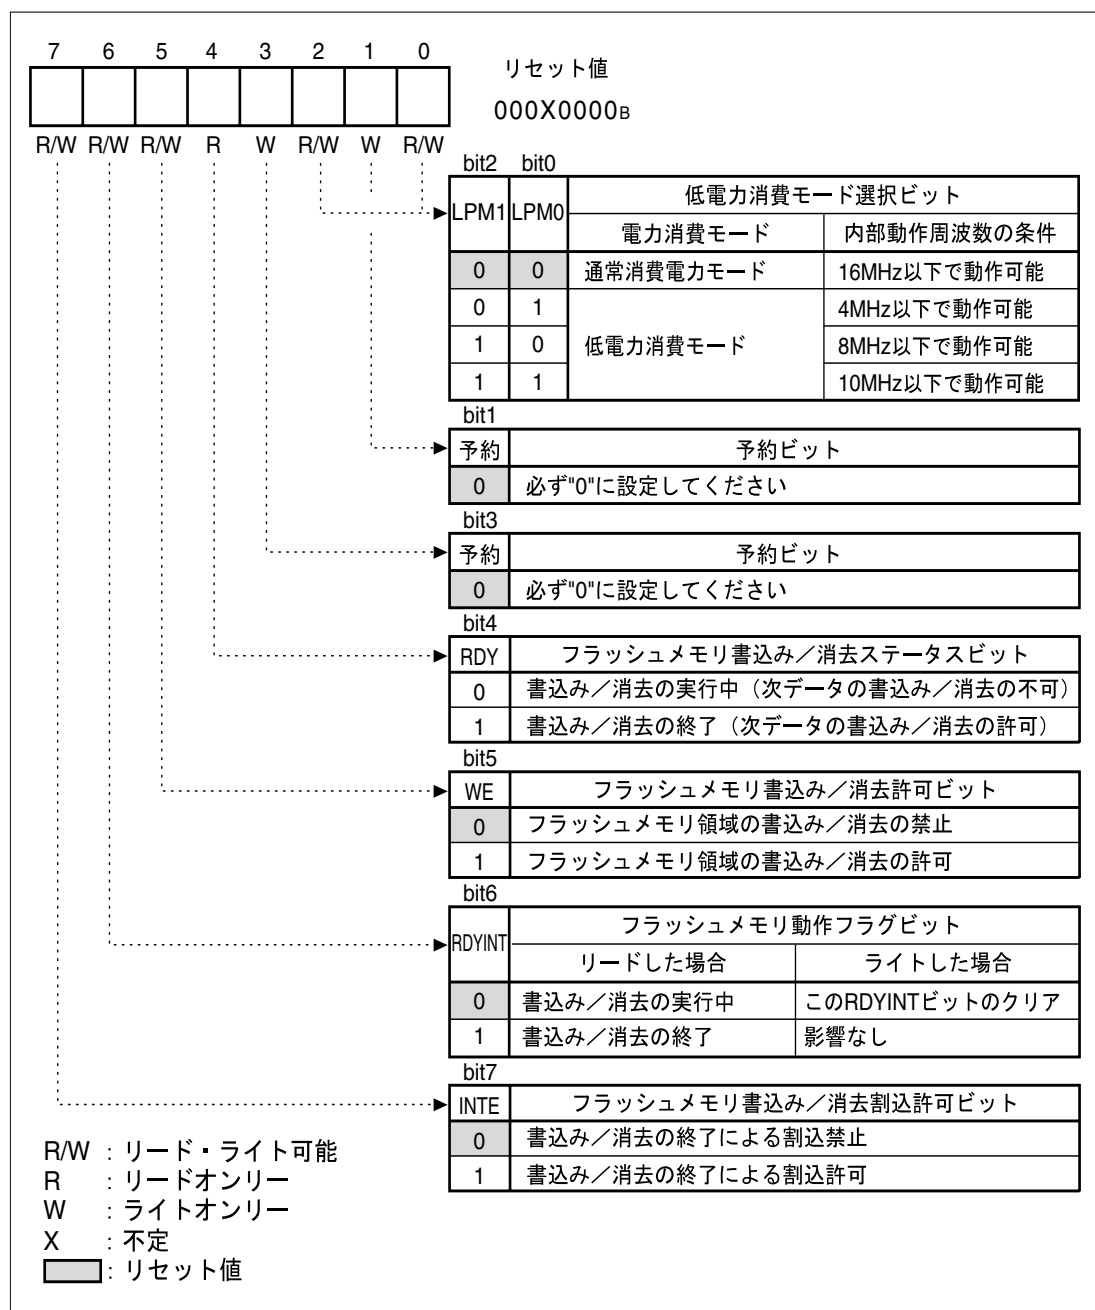 7 6 5 4 3 2 1 0
リセット値
000X0000B
R/W R/W R/W R W R/W W R/W
bit2 bit0
LPM1 LPM0 低電力消費モード選択ビット
電力消費モード 内部動作周波数の条件
0 0 通常消費電力モード 16MHz以下で動作可能
0 1 4MHz以下で動作可能
1 0 低電力消費モード 8MHz以下で動作可能
1 1 10MHz以下で動作可能
bit1
予約 予約ビット
0 必ず"0"に設定してください
bit3
予約 予約ビット
0 必ず"0"に設定してください
bit4
RDY フラッシュメモリ書込み／消去ステータスビット
0 書込み／消去の実行中（次データの書込み／消去の不可）
1 書込み／消去の終了（次データの書込み／消去の許可）
bit5
WE フラッシュメモリ書込み／消去許可ビット
0 フラッシュメモリ領域の書込み／消去の禁止
1 フラッシュメモリ領域の書込み／消去の許可
bit6
RDYINT フラッシュメモリ動作フラグビット
リードした場合 ライトした場合
0 書込み／消去の実行中 このRDYINTビットのクリア
1 書込み／消去の終了 影響なし
bit7
INTE フラッシュメモリ書込み／消去割込許可ビット
0 書込み／消去の終了による割込禁止
1 書込み／消去の終了による割込許可
R/W : リード・ライト可能
R : リードオンリー
W : ライトオンリー
X : 不定
: リセット値